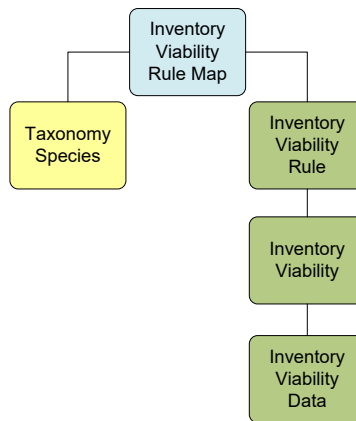 Inventory
Viability
Rule Map
Taxonomy
Species
Inventory
Viability
Rule
Inventory
Viability
Inventory
Viability
Data